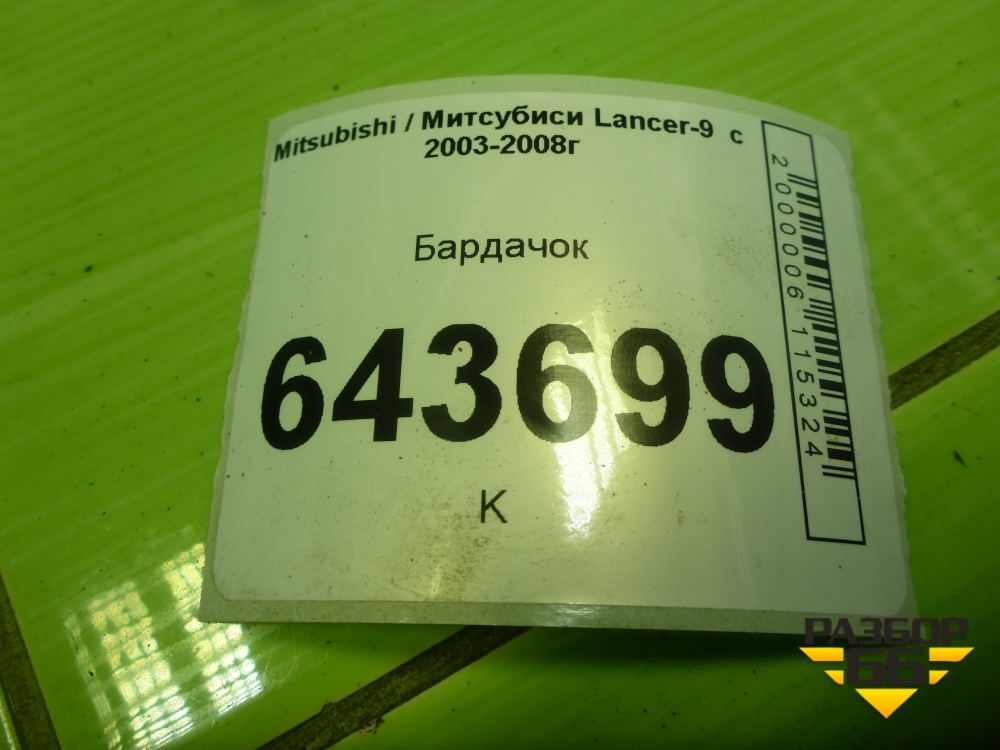 Mitsubishi / Митсубиси Lancer-9 с
2003-2008г
Бардачок
643699
К
2000006115324
РАЗБОР
66